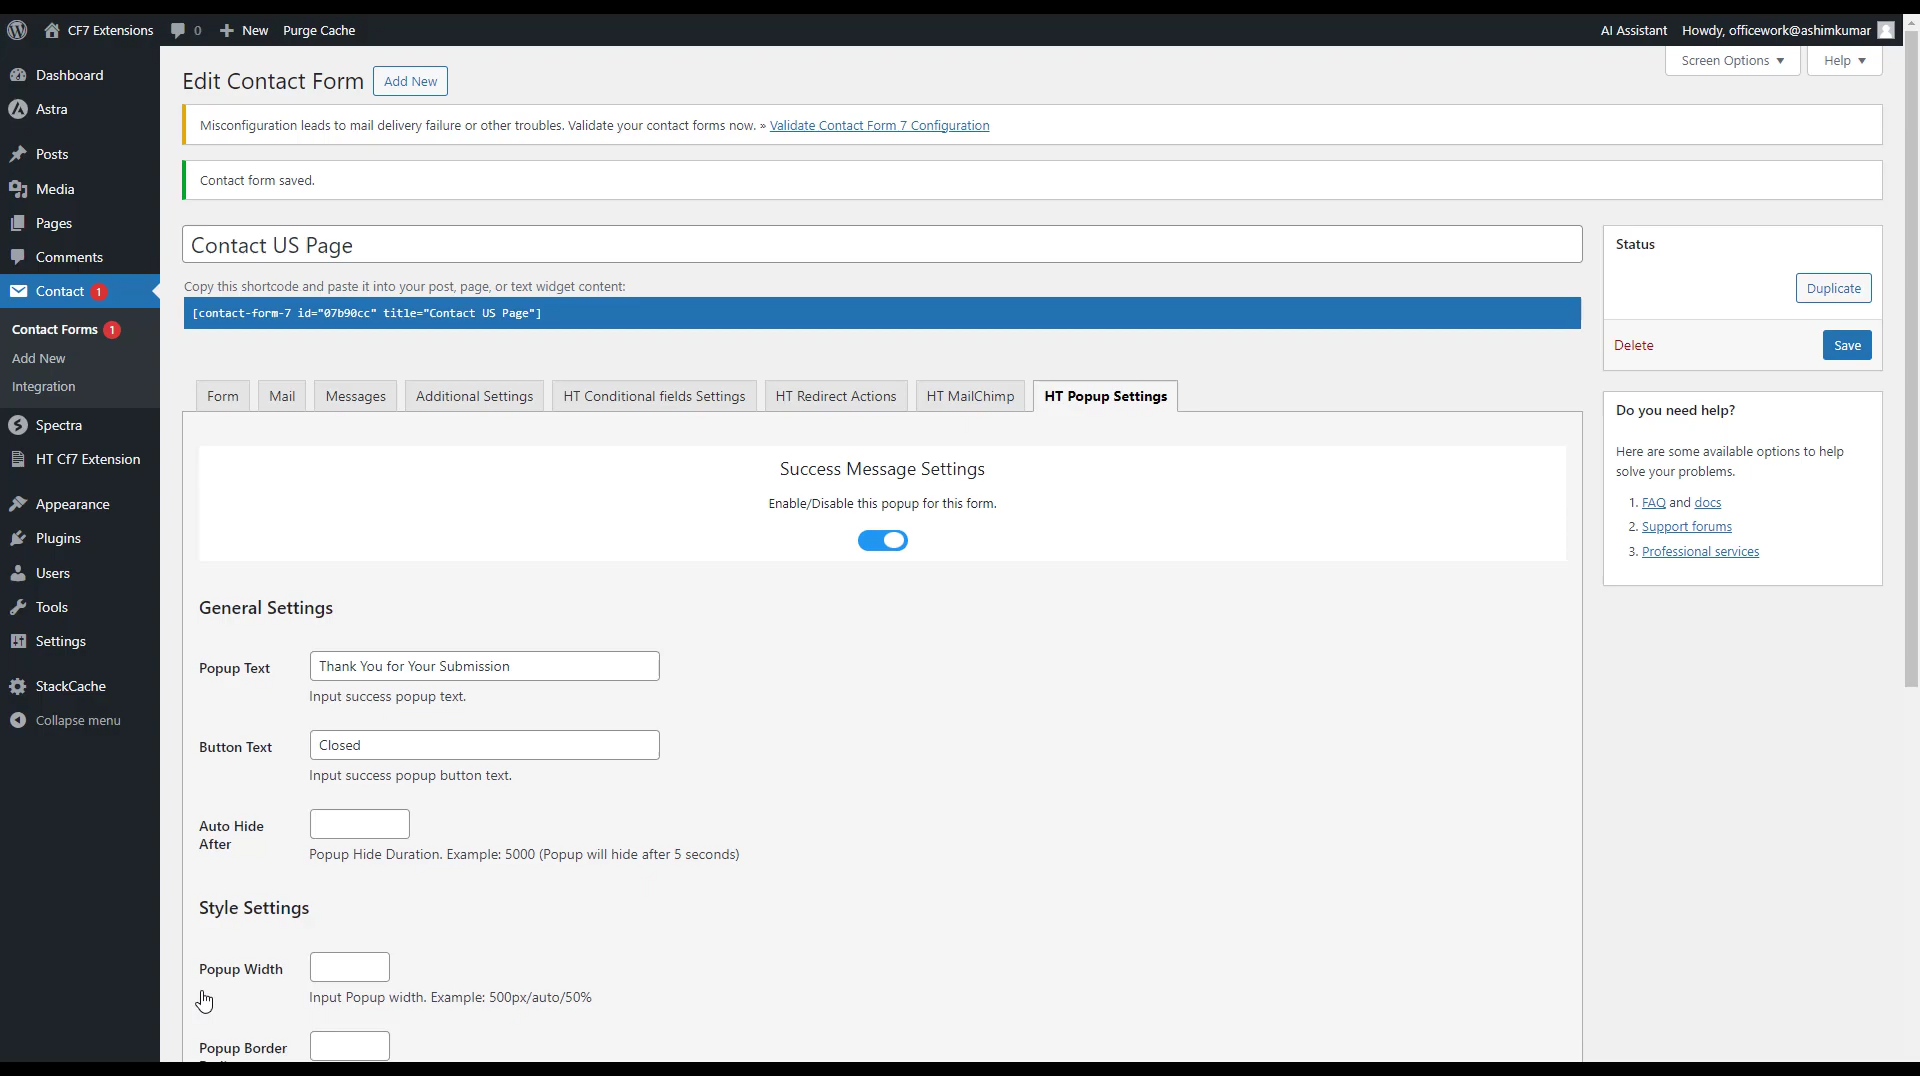 CF7 Extensions
0
New
Purge Cache
AI Assistant
Howdy, officework@ashimkumar
Screen Options ▼
Help ▼
Dashboard
Astra
Posts
Media
Pages
Comments
Contact 1
Contact Forms 1
Add New
Integration
Spectra
HT Cf7 Extension
Appearance
Plugins
Users
Tools
Settings
StackCache
Collapse menu
Edit Contact Form
Add New
Misconfiguration leads to mail delivery failure or other troubles. Validate your contact forms now. » Validate Contact Form 7 Configuration
Contact form saved.
Contact US Page
Copy this shortcode and paste it into your post, page, or text widget content:
[contact-form-7 id="07b90cc" title="Contact US Page"]
Form
Mail
Messages
Additional Settings
HT Conditional fields Settings
HT Redirect Actions
HT MailChimp
HT Popup Settings
Success Message Settings
Enable/Disable this popup for this form.
General Settings
Popup Text
Thank You for Your Submission
Input success popup text.
Button Text
Closed
Input success popup button text.
Auto Hide
After
Popup Hide Duration. Example: 5000 (Popup will hide after 5 seconds)
Style Settings
Popup Width
Input Popup width. Example: 500px/auto/50%
Popup Border
Status
Duplicate
Delete
Save
Do you need help?
Here are some available options to help
solve your problems.
1. FAQ and docs
2. Support forums
3. Professional services